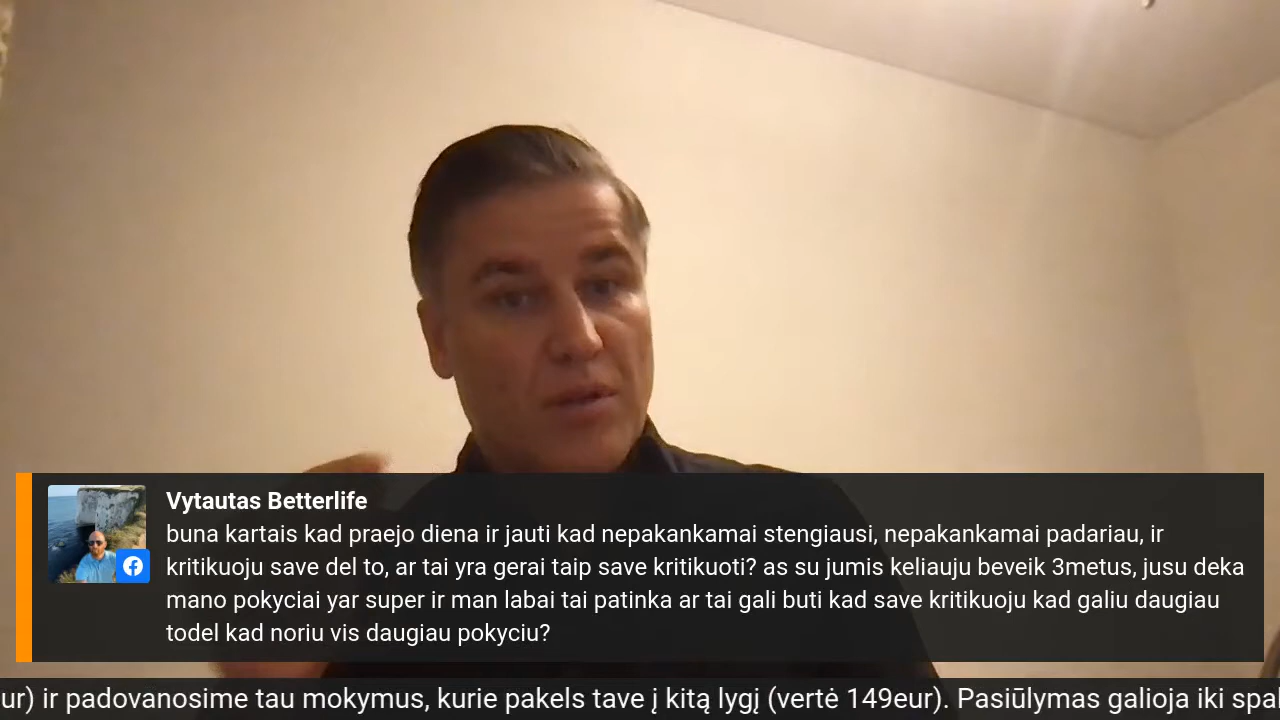 Vytautas Betterlife
buna kartais kad praejo diena ir jauti kad nepakankamai stengiausi, nepakankamai padariau, ir
kritikuoju save del to, ar tai yra gerai taip save kritikuoti? as su jumis keliauju beveik 3metus, jusu deka
mano pokyciai yar super ir man labai tai patinka ar tai gali buti kad save kritikuoju kad galiu daugiau
todel kad noriu vis daugiau pokyciu?
ur) ir padovanosime tau mokymus, kurie pakels tave į kitą lygį (vertė 149eur). Pasiūlymas galioja iki spal